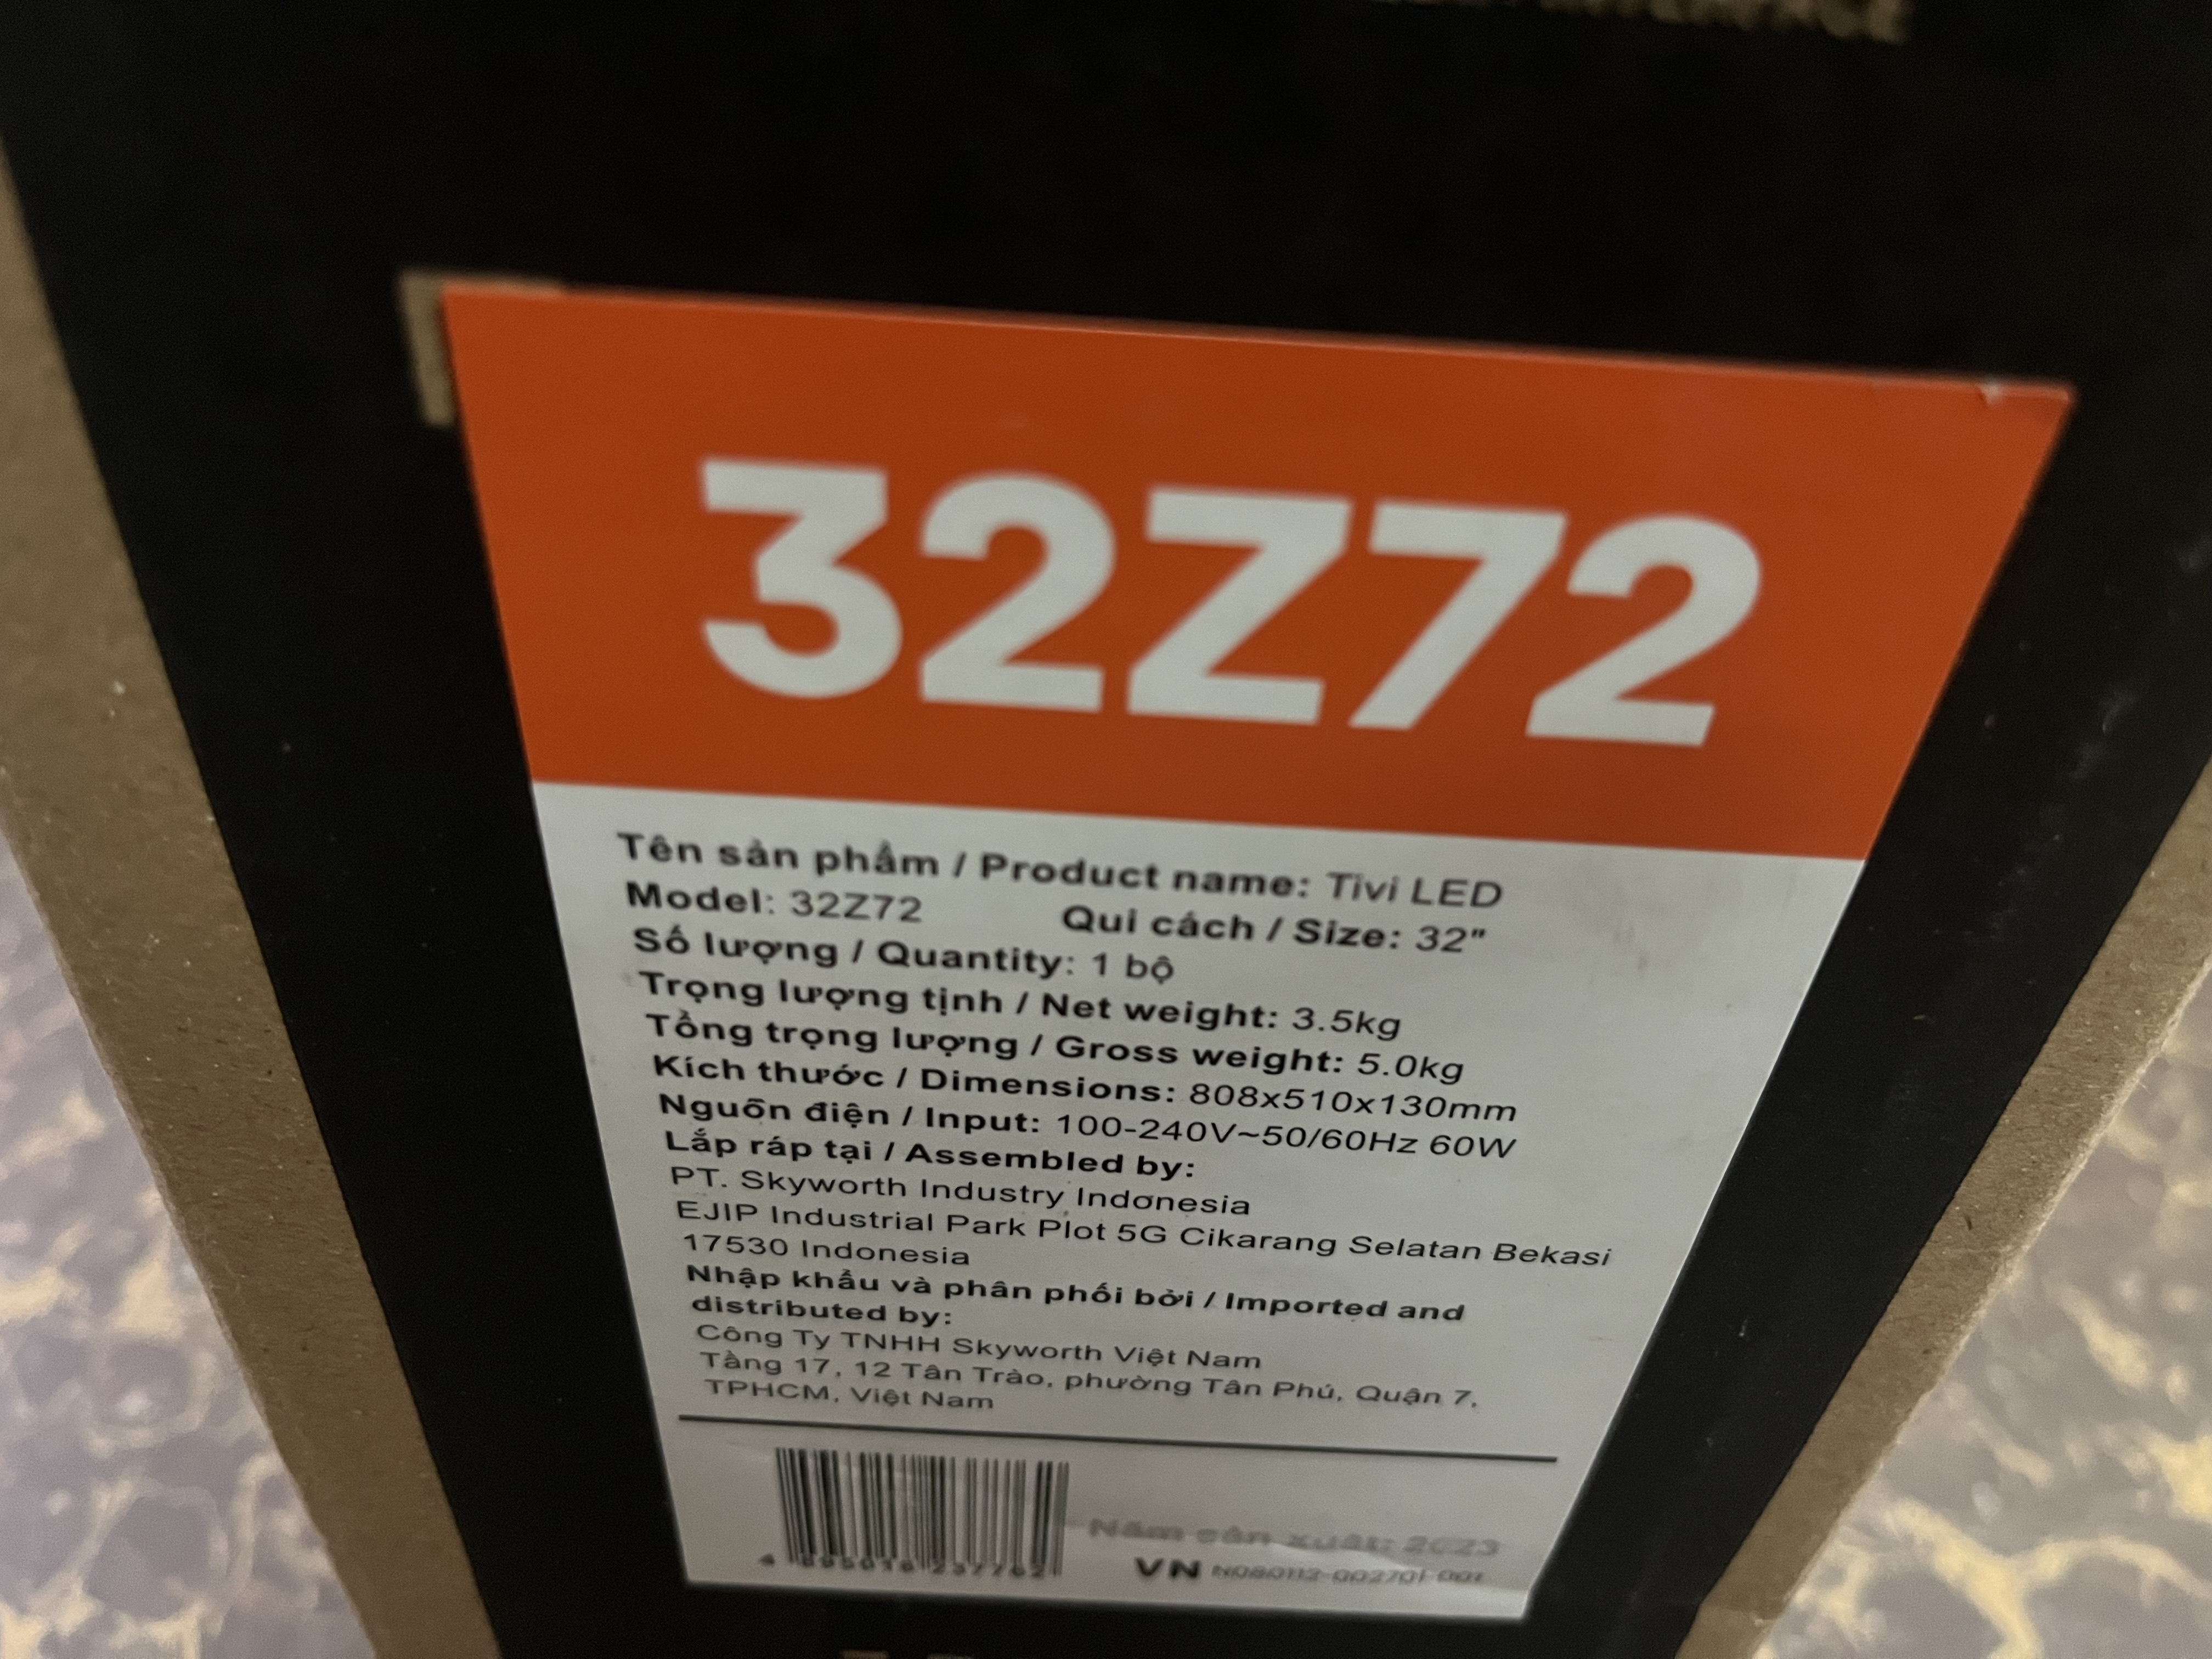 32Z72
Tên sản phẩm / Product name: Tivi LED
Model: 32Z72 Qui cách / Size: 32"
Số lượng / Quantity: 1 bộ
Trọng lượng tịnh / Net weight: 3.5kg
Tổng trọng lượng / Gross weight: 5.0kg
Kích thước / Dimensions: 808x510x130mm
Nguồn điện / Input: 100-240V~50/60Hz 60W
Lắp ráp tại / Assembled by:
PT. Skyworth Industry Indonesia
EJIP Industrial Park Plot 5G Cikarang Selatan Bekasi
17530 Indonesia
Nhập khẩu và phân phối bởi / Imported and
distributed by:
Công Ty TNHH Skyworth Việt Nam
Tầng 17, 12 Tân Trào, phường Tân Phú, Quận 7,
TPHCM, Việt Nam
Năm sản xuất: 2023
VN